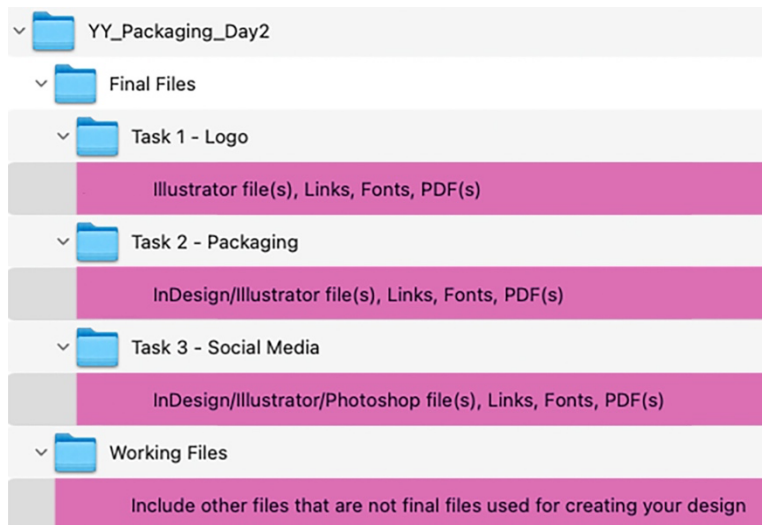 YY_Packaging_Day2
Final Files
Task 1 - Logo
Illustrator file(s), Links, Fonts, PDF(s)
Task 2 - Packaging
InDesign/Illustrator file(s), Links, Fonts, PDF(s)
Task 3 - Social Media
InDesign/Illustrator/Photoshop file(s), Links, Fonts, PDF(s)
Working Files
Include other files that are not final files used for creating your design